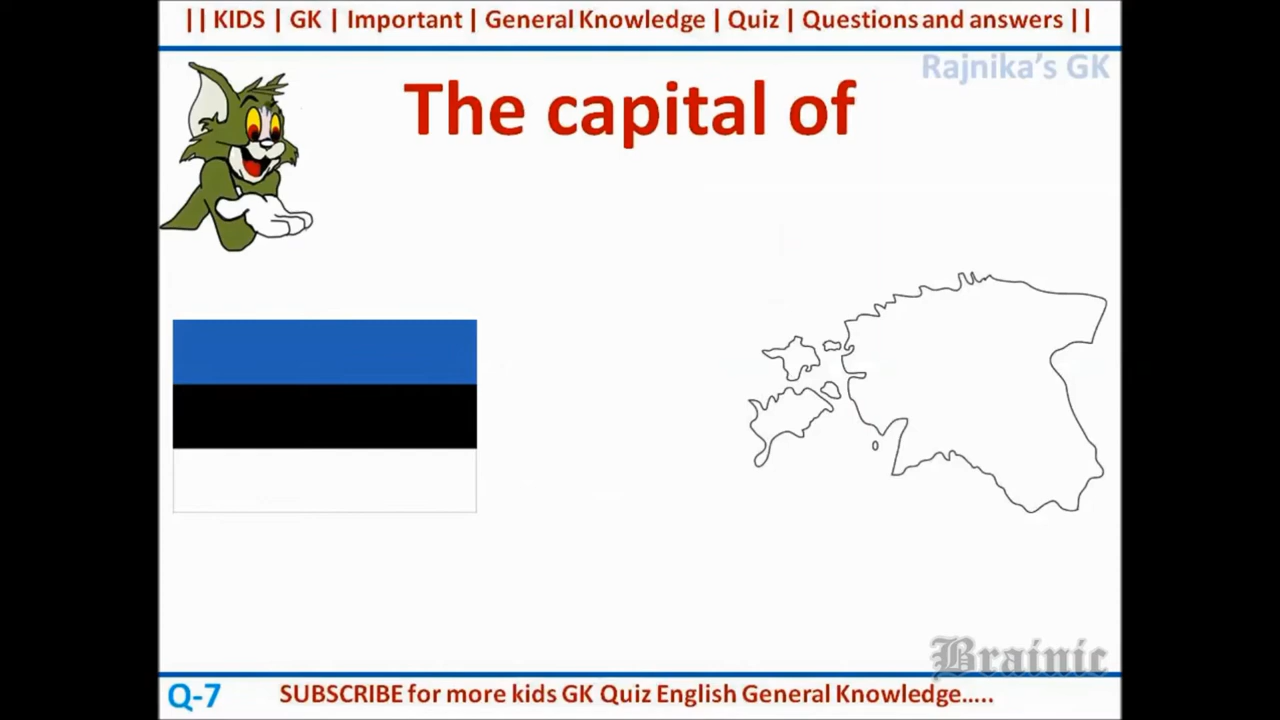 || KIDS | GK | Important | General Knowledge | Quiz | Questions and answers ||
Rajnika's GK
The capital of
Brainic
Q-7 SUBSCRIBE for more kids GK Quiz English General Knowledge.....